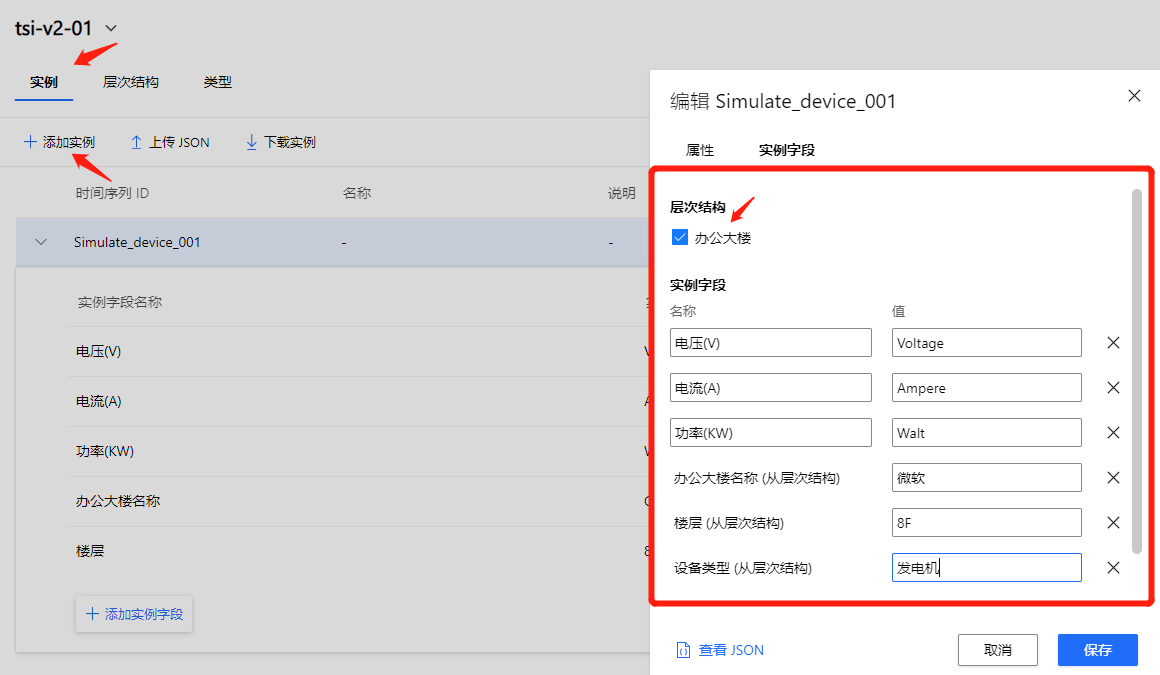 tsi-v2-01
实例 层次结构 类型
添加实例 上传 JSON 下载实例
时间序列 ID 名称 说明
Simulate_device_001 - -
实例字段名称
电压(V)
电流(A)
功率(KW)
办公大楼名称
楼层
添加实例字段
编辑 Simulate_device_001
属性 实例字段
层次结构
办公大楼
实例字段
名称 值
电压(V) Voltage
电流(A) Ampere
功率(KW) Walt
办公大楼名称 (从层次结构) 微软
楼层 (从层次结构) 8F
设备类型 (从层次结构) 发电机
查看 JSON 取消 保存